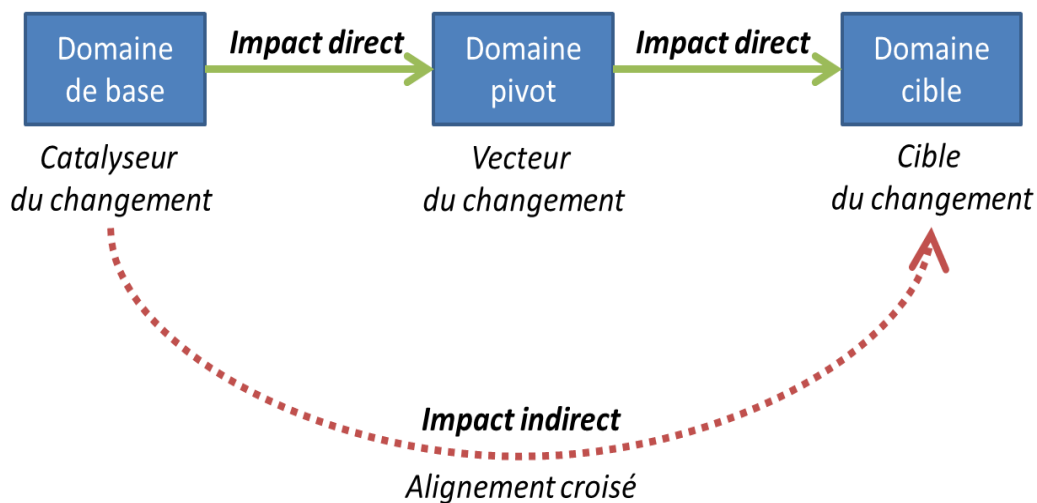 Domaine
de base
Impact direct
Domaine
pivot
Impact direct
Domaine
cible
Catalyseur
du changement
Vecteur
du changement
Cible
du changement
Impact indirect
Alignement croisé